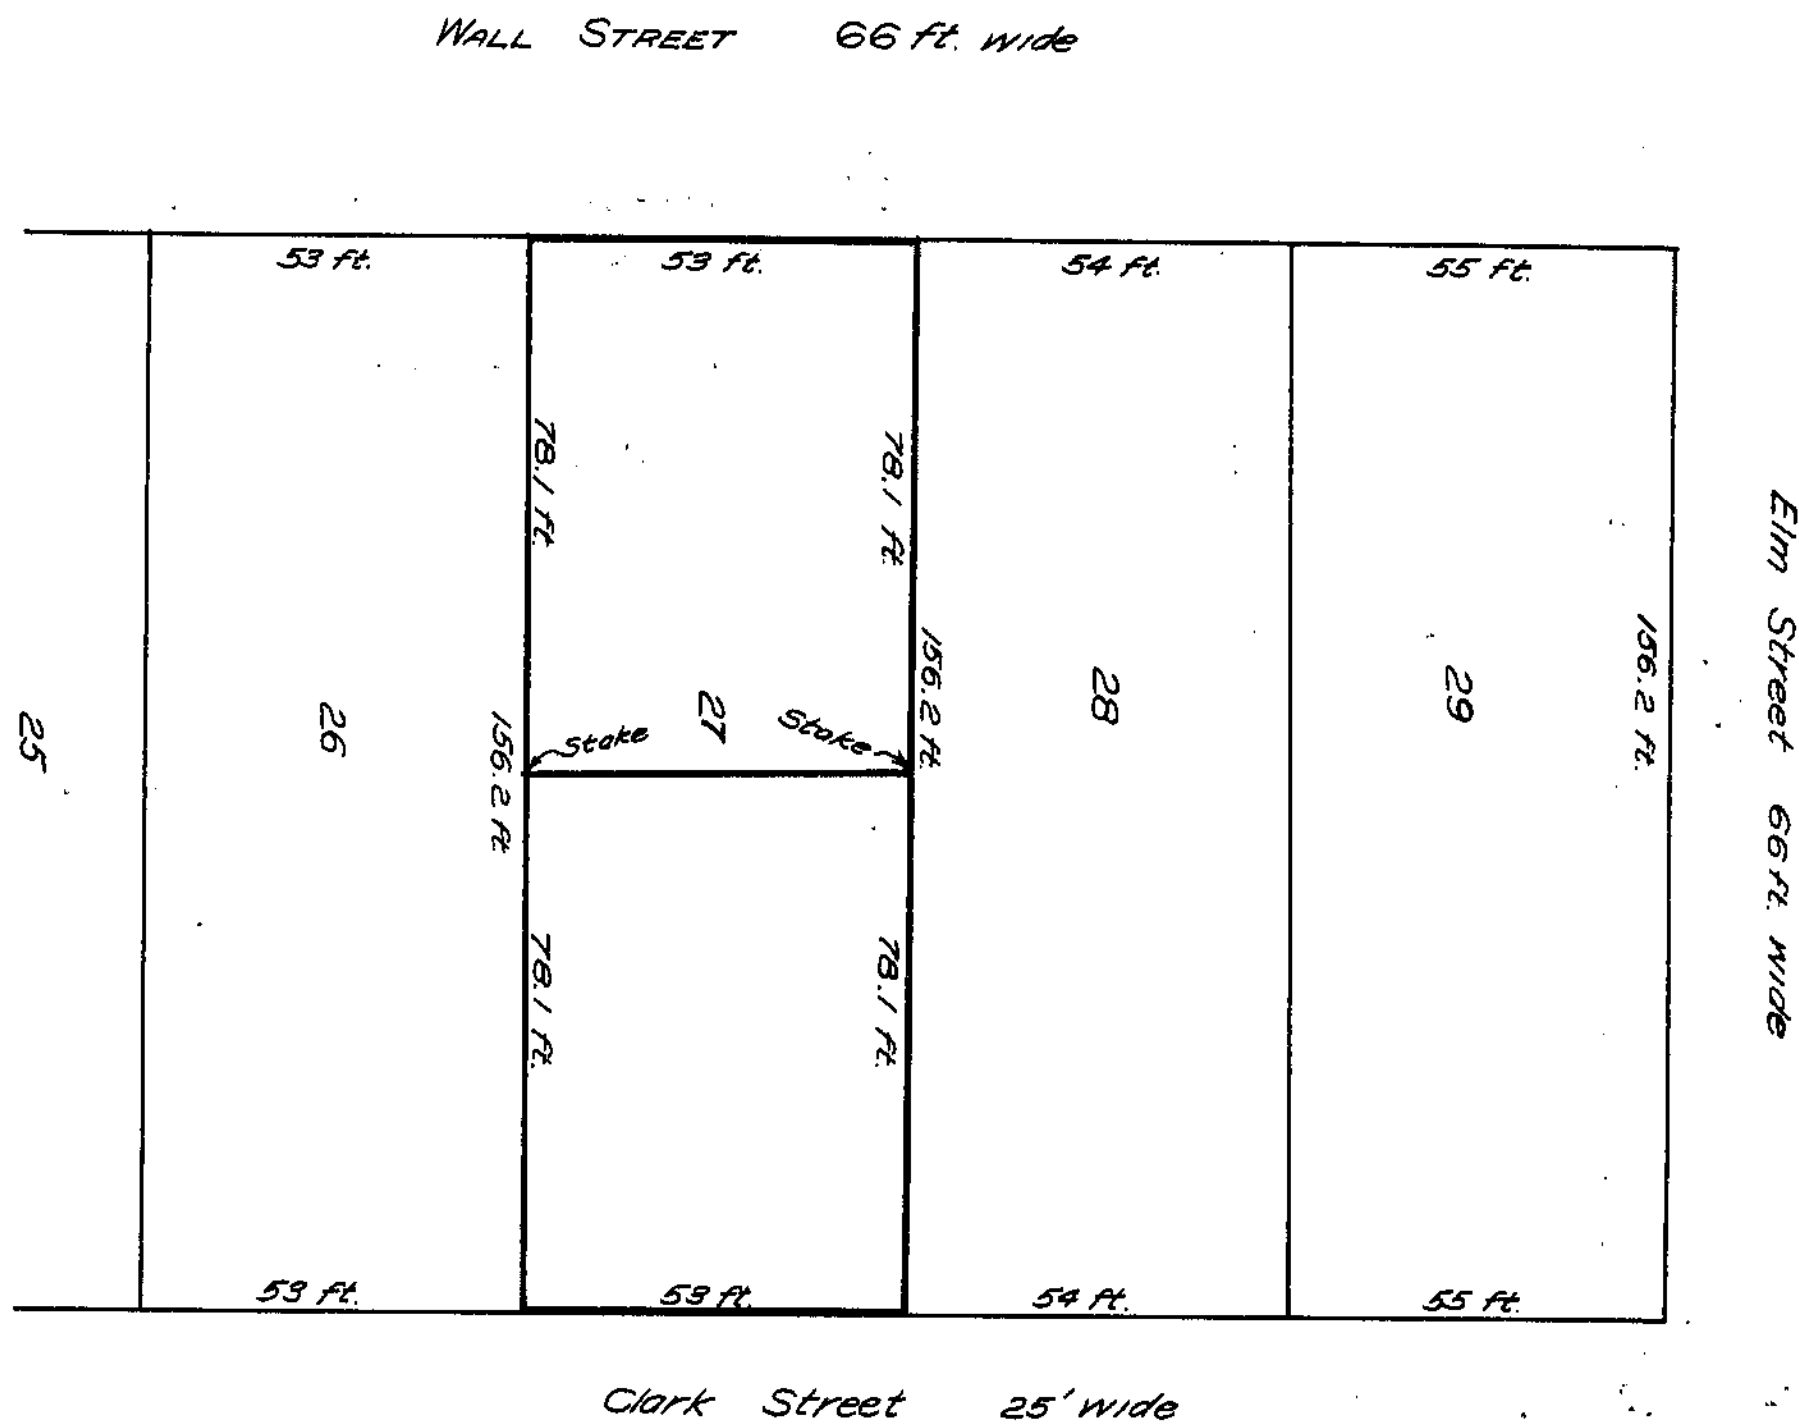 WALL STREET 66 ft. wide
53 ft.
53 ft.
54 ft.
55 ft.
78.1 ft.
78.1 ft.
156.2 ft.
156.2 ft.
156.2 ft
Elm Street 66 ft. wide
25
26
27
28
29
Stake
Stake
78.1 ft.
78.1 ft.
53 ft.
53 ft.
54 ft.
55 ft.
Clark Street 25' wide